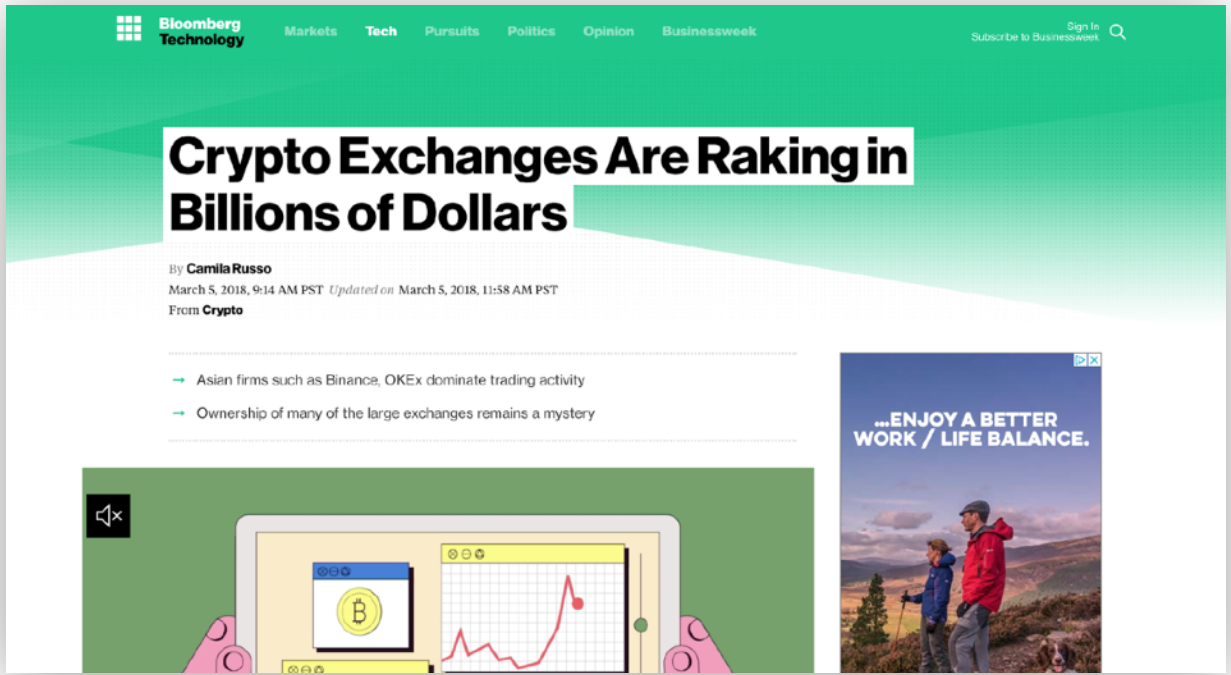 Bloomberg
Technology
Markets Tech Pursuits Politics Opinion Businessweek
Sign In
Subscribe to Businessweek
Crypto Exchanges Are Raking in
Billions of Dollars
By Camila Russo
March 5, 2018, 9:14 AM PST Updated on March 5, 2018, 11:58 AM PST
From Crypto
→ Asian firms such as Binance, OKEx dominate trading activity
→ Ownership of many of the large exchanges remains a mystery
...ENJOY A BETTER
WORK / LIFE BALANCE.